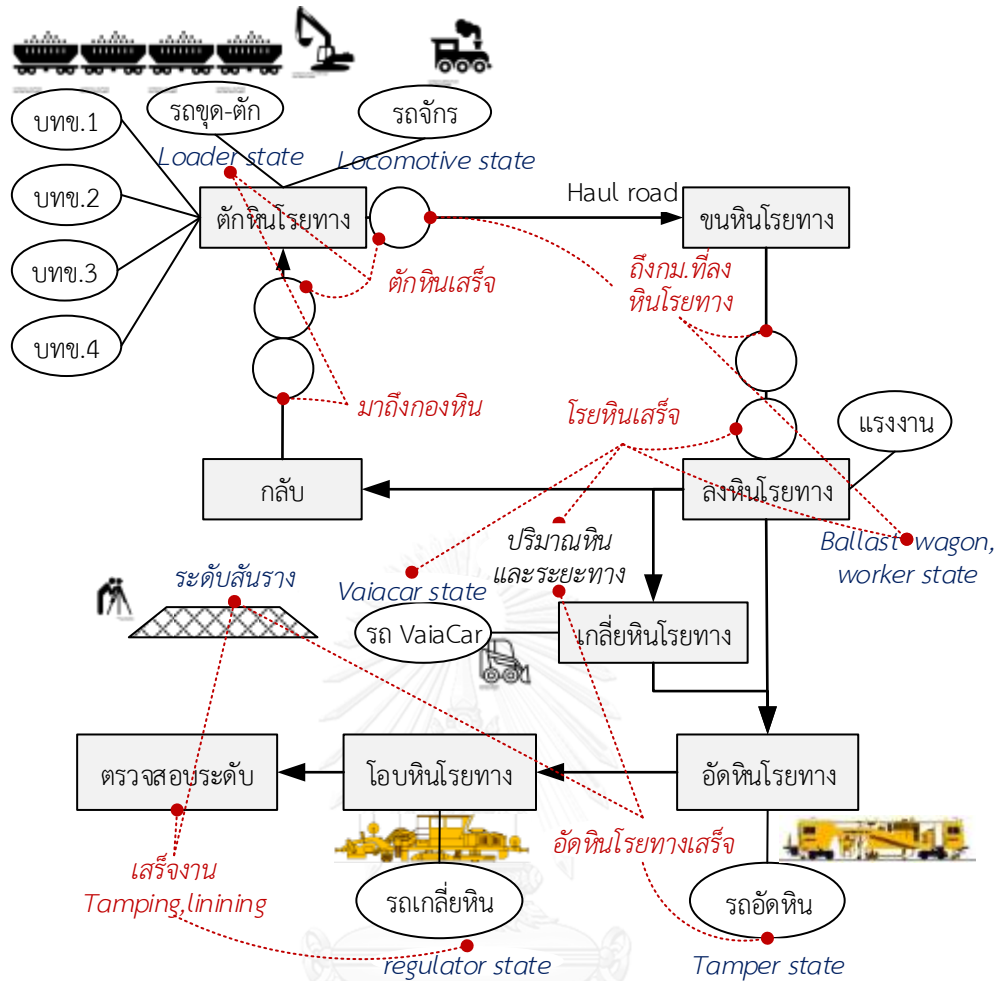 บทข.1
บทข.2
บทข.3
บทข.4
รถขุด-ตัก
รถจักร
Loader state
Locomotive state
ตักหินโรยทาง
Haul road
ขนหินโรยทาง
ตักหินเสร็จ
ถึงกม.ที่ลง
หินโรยทาง
มาถึงกองหิน
โรยหินเสร็จ
แรงงาน
กลับ
ลงหินโรยทาง
ปริมาณหิน
และระยะทาง
Ballast wagon,
worker state
ระดับสันราง
Vaiacar state
รถ VaiaCar
เกลี่ยหินโรยทาง
ตรวจสอบระดับ
โอบหินโรยทาง
อัดหินโรยทาง
เสร็จงาน
Tamping,linining
อัดหินโรยทางเสร็จ
รถเกลี่ยหิน
รถอัดหิน
regulator state
Tamper state